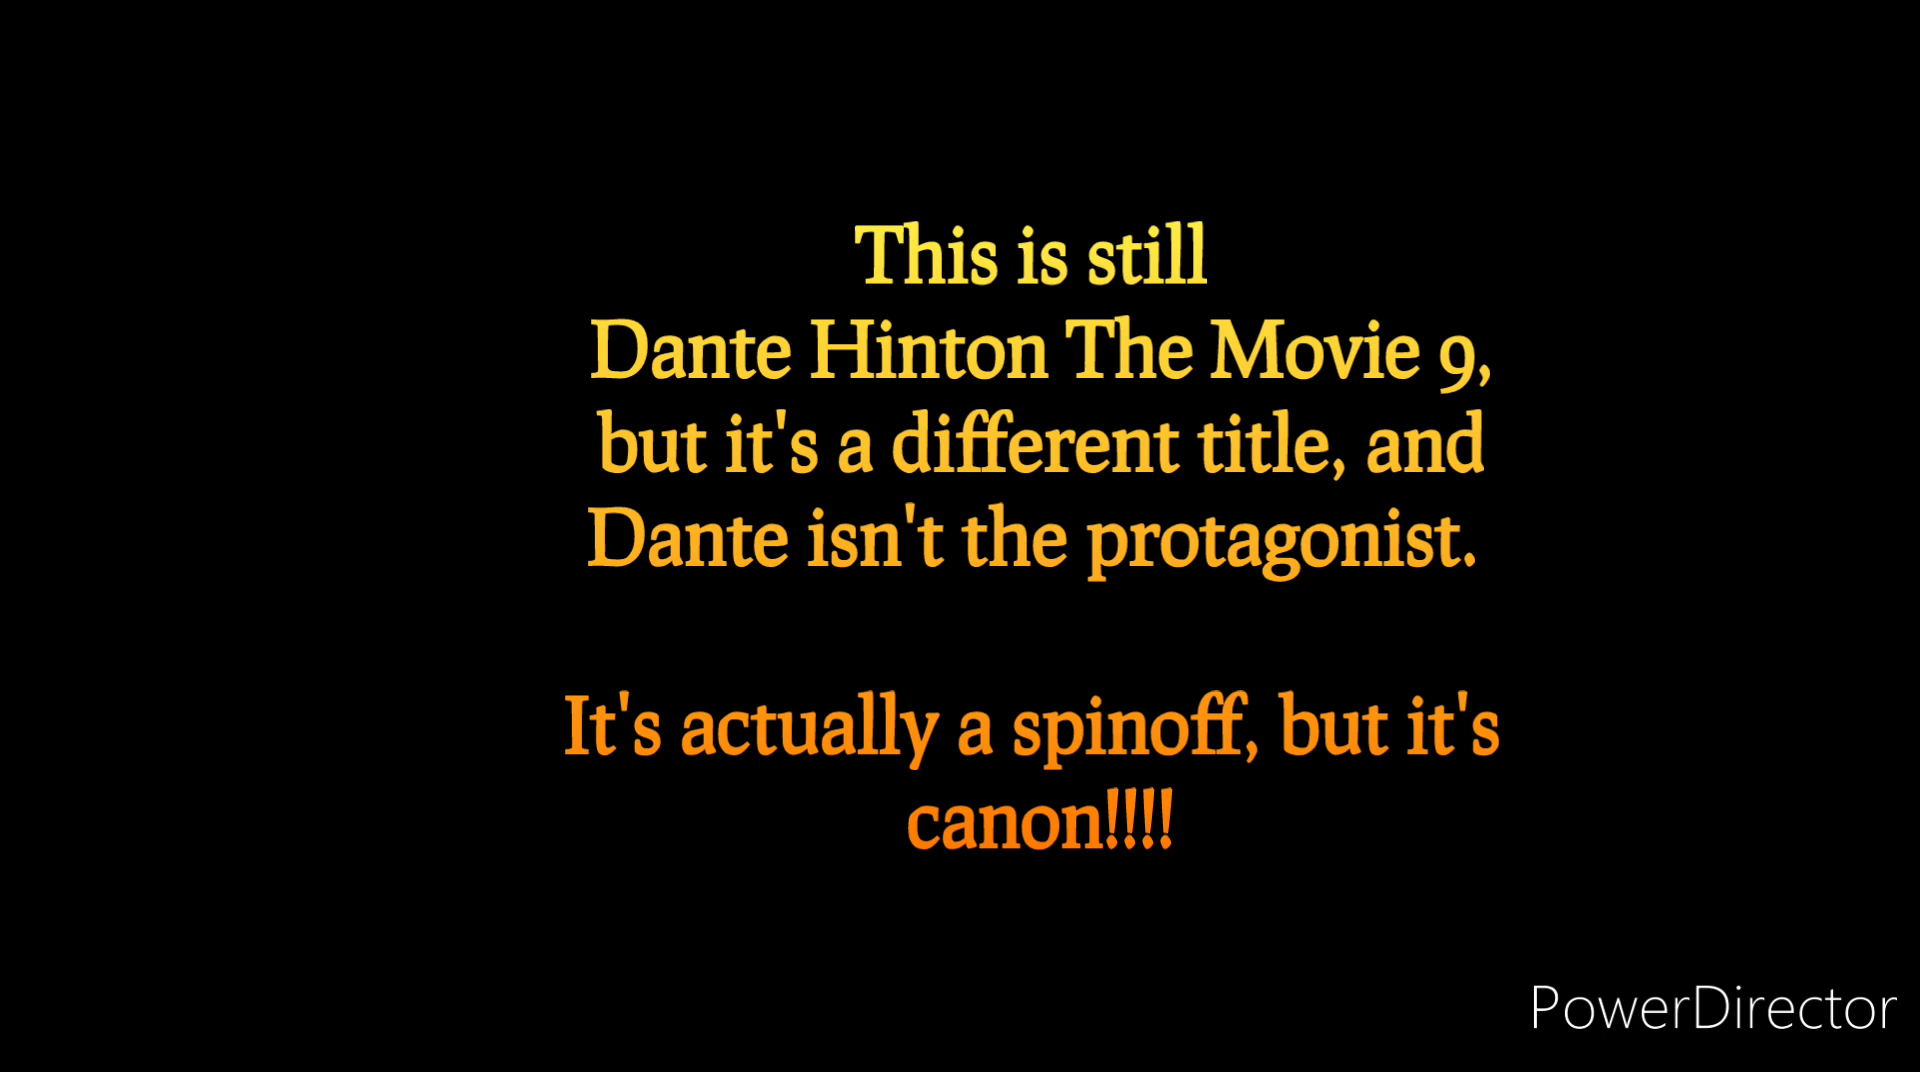 This is still
Dante Hinton The Movie 9,
but it's a different title, and
Dante isn't the protagonist.
It's actually a spinoff, but it's
canon!!!!
PowerDirector